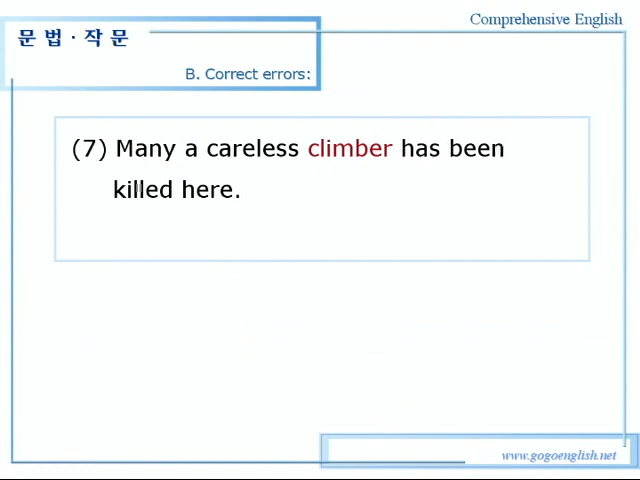 Comprehensive English
문 법 · 작 문
B. Correct errors:
(7) Many a careless climber has been
killed here.
www.gogoenglish.net